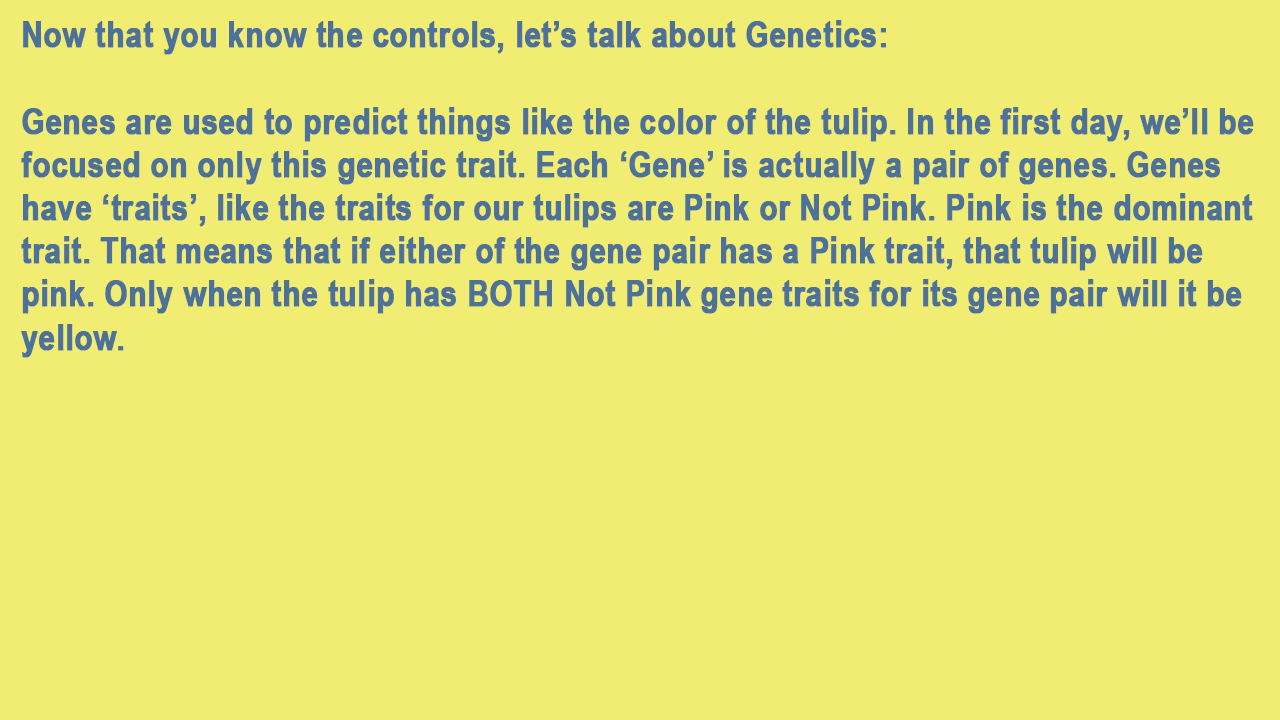 Now that you know the controls, let’s talk about Genetics:
Genes are used to predict things like the color of the tulip. In the first day, we’ll be
focused on only this genetic trait. Each ‘Gene’ is actually a pair of genes. Genes
have ‘traits’, like the traits for our tulips are Pink or Not Pink. Pink is the dominant
trait. That means that if either of the gene pair has a Pink trait, that tulip will be
pink. Only when the tulip has BOTH Not Pink gene traits for its gene pair will it be
yellow.